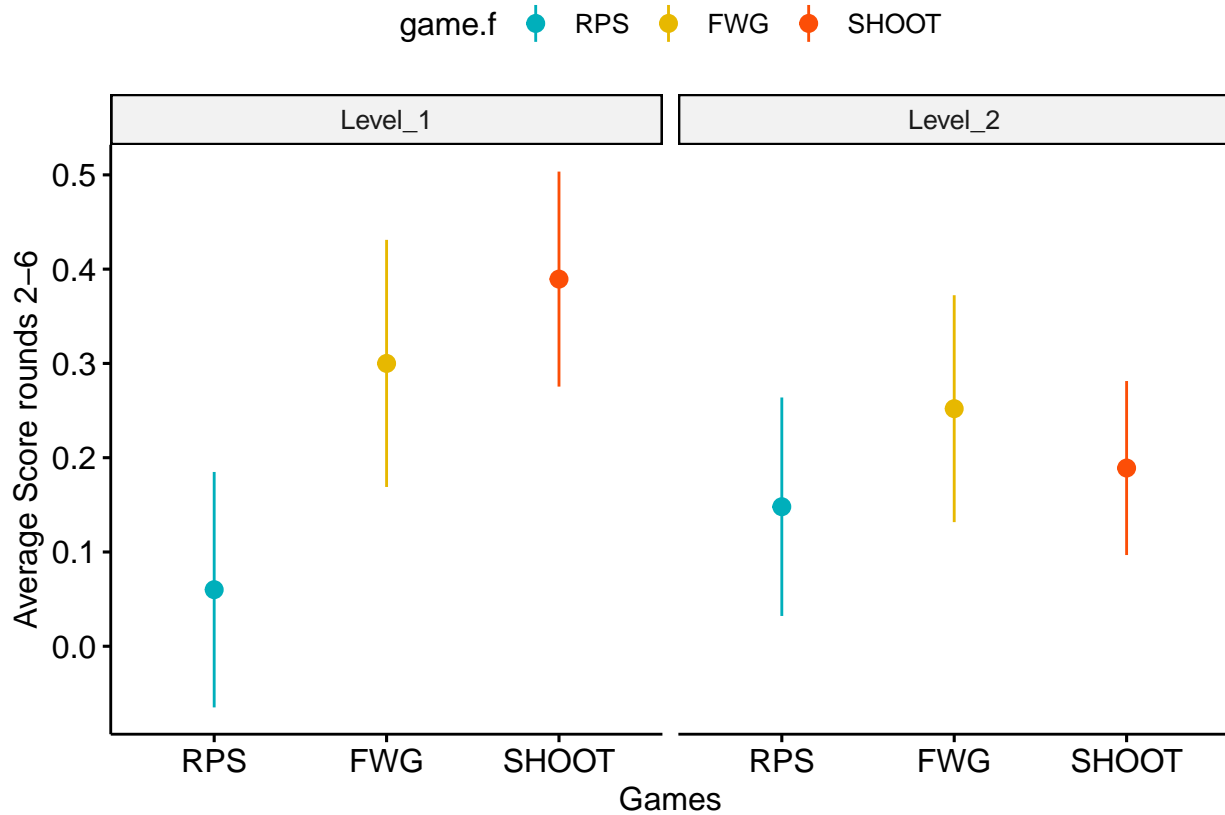 game.f RPS FWG SHOOT
Level_1 Level_2
Average Score rounds 2−6
0.5
0.4
0.3
0.2
0.1
0.0
RPS FWG SHOOT RPS FWG SHOOT
Games